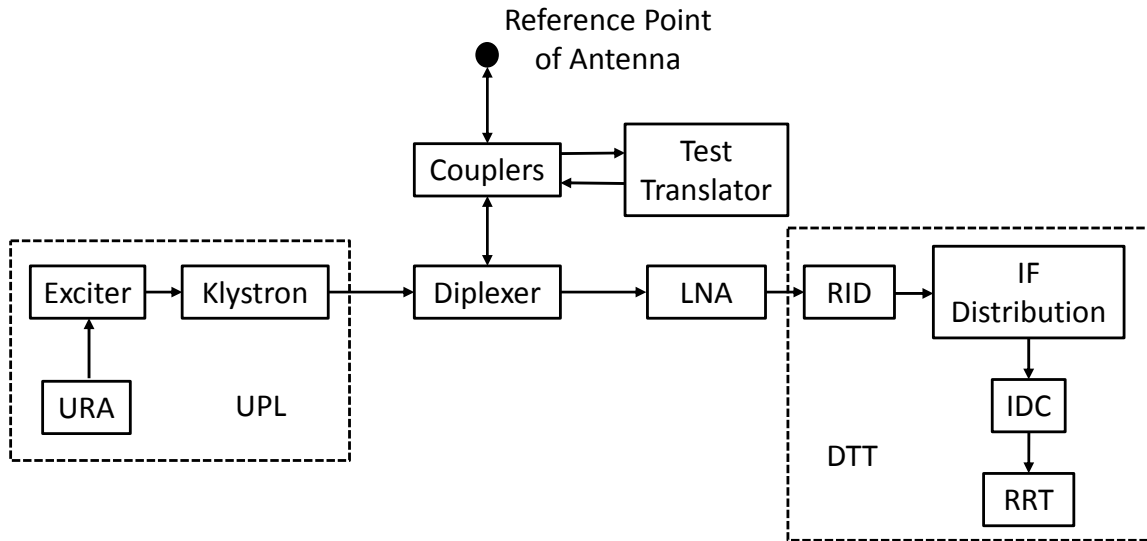 Reference Point
of Antenna
Couplers
Test
Translator
Exciter
Klystron
Diplexer
LNA
RID
IF
Distribution
URA
UPL
IDC
DTT
RRT